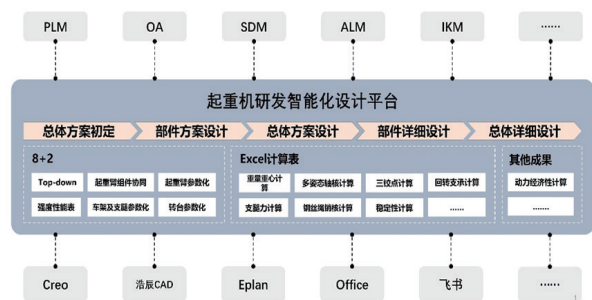 PLM OA SDM ALM IKM ......
起重机研发智能化设计平台
总体方案初定 部件方案设计 总体方案设计 部件详细设计 总体详细设计
8+2 Excel计算表 其他成果
Top-down 起重臂组件协同 起重臂参数化 重量重心计算 多姿态轴核计算 三铰点计算 回转支承计算 动力经济性计算
强度性能表 车架及支腿参数化 转台参数化 支腿力计算 钢丝绳销核计算 稳定性计算 ...... .......
Creo 浩辰CAD Eplan Office 飞书 ......
1